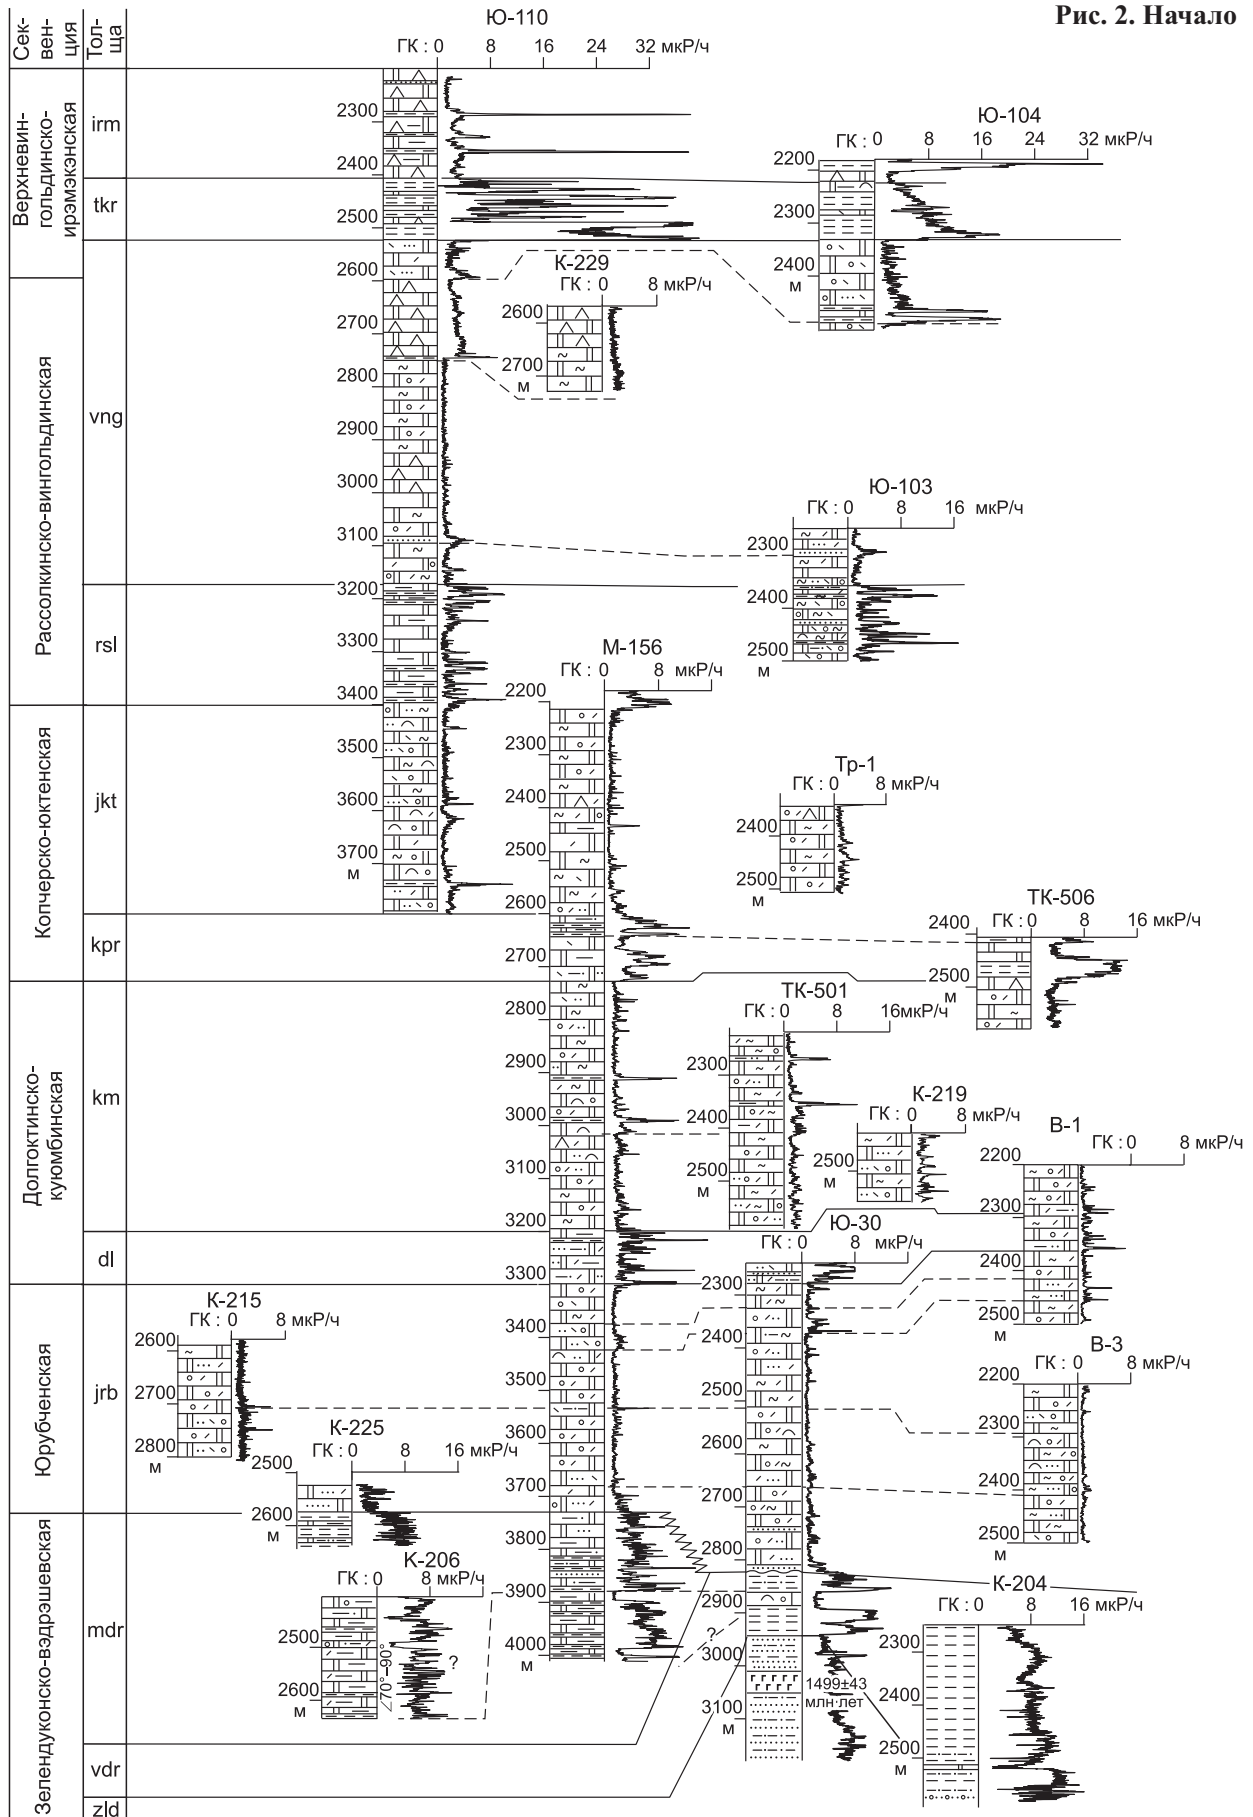 Рис. 2. Начало
Сек-
вен-
ция
Тол-
ща
Верхневин-
гольдинско-
ирэмэкэнская
Рассолкинско-вингольдинская
Копчерско-юктенская
Долгоктинско-
куюмбинская
Юрубченская
Зелендуконско-вэдрэшевская
irm
tkr
vng
rsl
jkt
kpr
km
dl
jrb
mdr
vdr
zld
Ю-110
ГК : 0 8 16 24 32 мкР/ч
2300
2400
2500
2600
2700
2800
2900
3000
3100
3200
3300
3400
3500
3600
3700
м
Ю-104
ГК : 0 8 16 24 32 мкР/ч
2200
2300
2400
м
К-229
ГК : 0 8 мкР/ч
2600
2700
м
Ю-103
ГК : 0 8 16 мкР/ч
2300
2400
2500
м
М-156
ГК : 0 8 мкР/ч
2200
2300
2400
2500
2600
2700
2800
2900
3000
3100
3200
3300
3400
3500
3600
3700
3800
3900
4000
м
Тр-1
ГК : 0 8 мкР/ч
2400
2500
м
ТК-506
ГК : 0 8 16 мкР/ч
2400
2500
м
ТК-501
ГК : 0 8 16мкР/ч
2300
2400
2500
м
К-219
ГК : 0 8 мкР/ч
2500
м
В-1
ГК : 0 8 мкР/ч
2200
2300
2400
2500
м
Ю-30
ГК : 0 8 мкР/ч
2300
2400
2500
2600
2700
2800
2900
3000
3100
м
?
1499±43
млн·лет
К-215
ГК : 0 8 мкР/ч
2600
2700
2800
м
В-3
ГК : 0 8 мкР/ч
2200
2300
2400
2500
м
К-225
ГК : 0 8 16 мкР/ч
2500
2600
м
К-206
ГК : 0 8 мкР/ч
2500
2600
м
∠70°–90°
?
К-204
ГК : 0 8 16 мкР/ч
2300
2400
2500
м